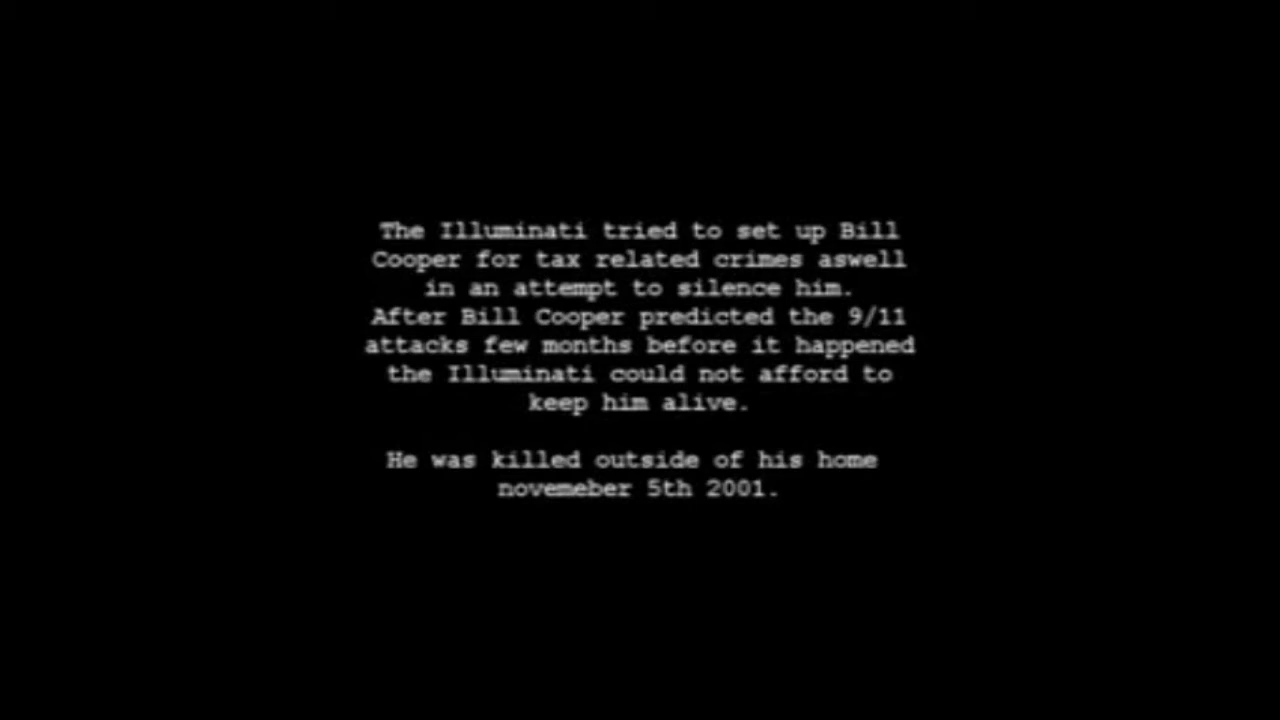 The Illuminati tried to set up Bill
Cooper for tax related crimes aswell
in an attempt to silence him.
After Bill Cooper predicted the 9/11
attacks few months before it happened
the Illuminati could not afford to
keep him alive.
He was killed outside of his home
novemeber 5th 2001.